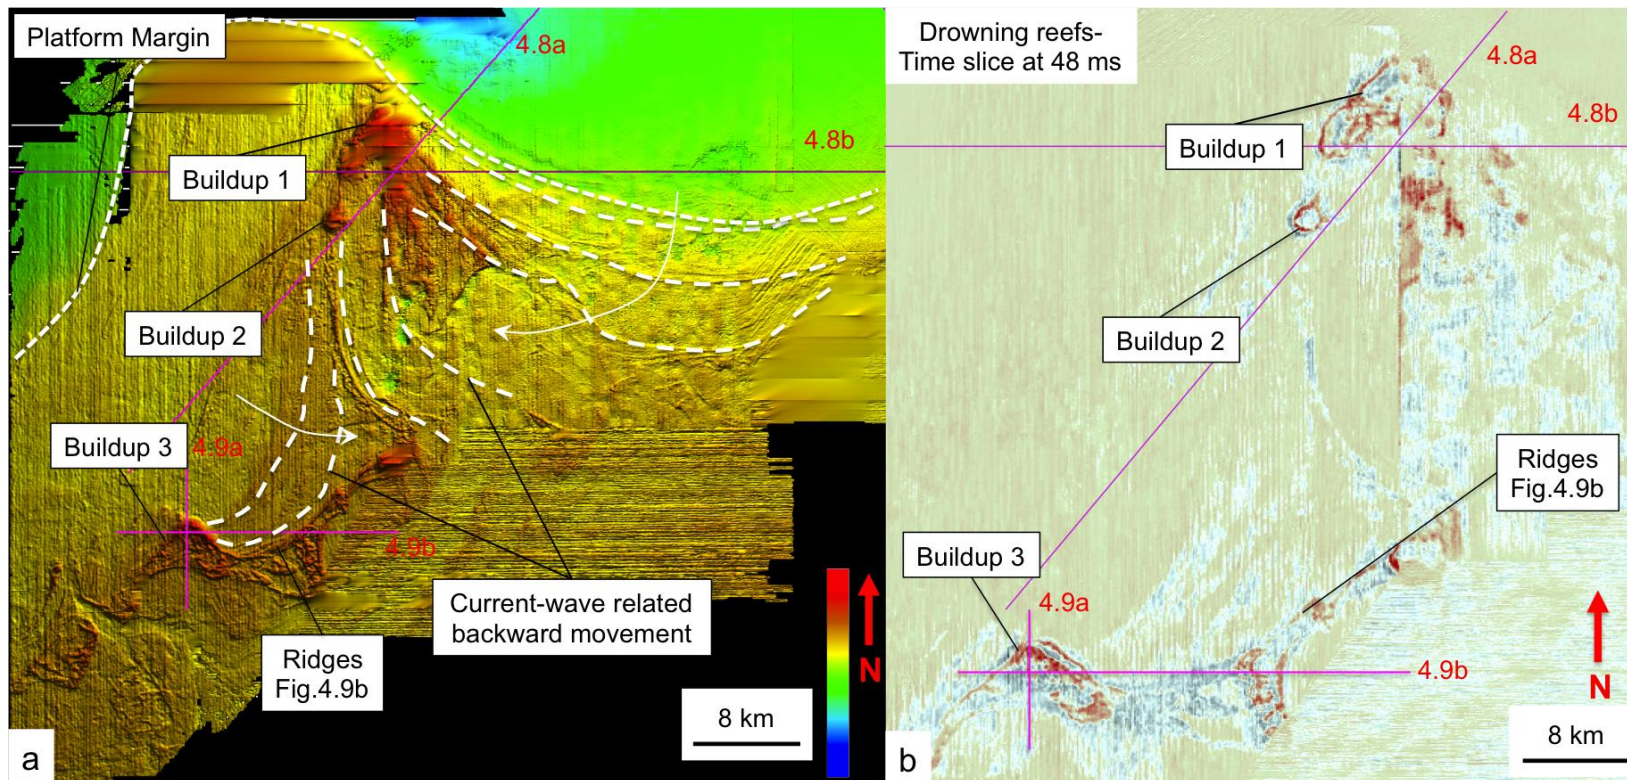 Platform Margin
4.8a
4.8b
Buildup 1
Buildup 2
Buildup 3
4.9a
4.9b
Current-wave related
backward movement
Ridges
Fig.4.9b
N
8 km
a
Drowning reefs-
Time slice at 48 ms
4.8a
4.8b
Buildup 1
Buildup 2
Ridges
Fig.4.9b
Buildup 3
4.9a
4.9b
N
8 km
b